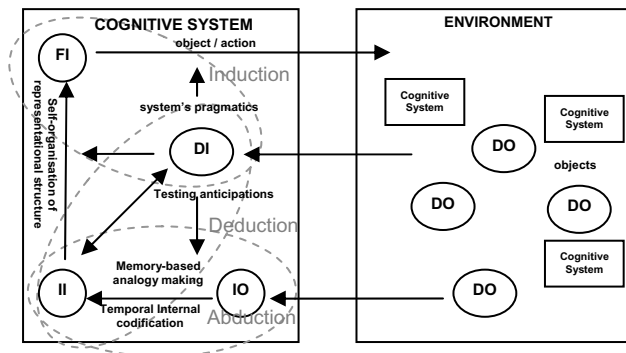 COGNITIVE SYSTEM
ENVIRONMENT
FI
object / action
Induction
system's pragmatics
Self-organisation of
representational structure
DI
Testing anticipations
Deduction
Memory-based
analogy making
II
IO
Temporal Internal
codification
Abduction
Cognitive
System
Cognitive
System
DO
objects
DO
DO
Cognitive
System
DO